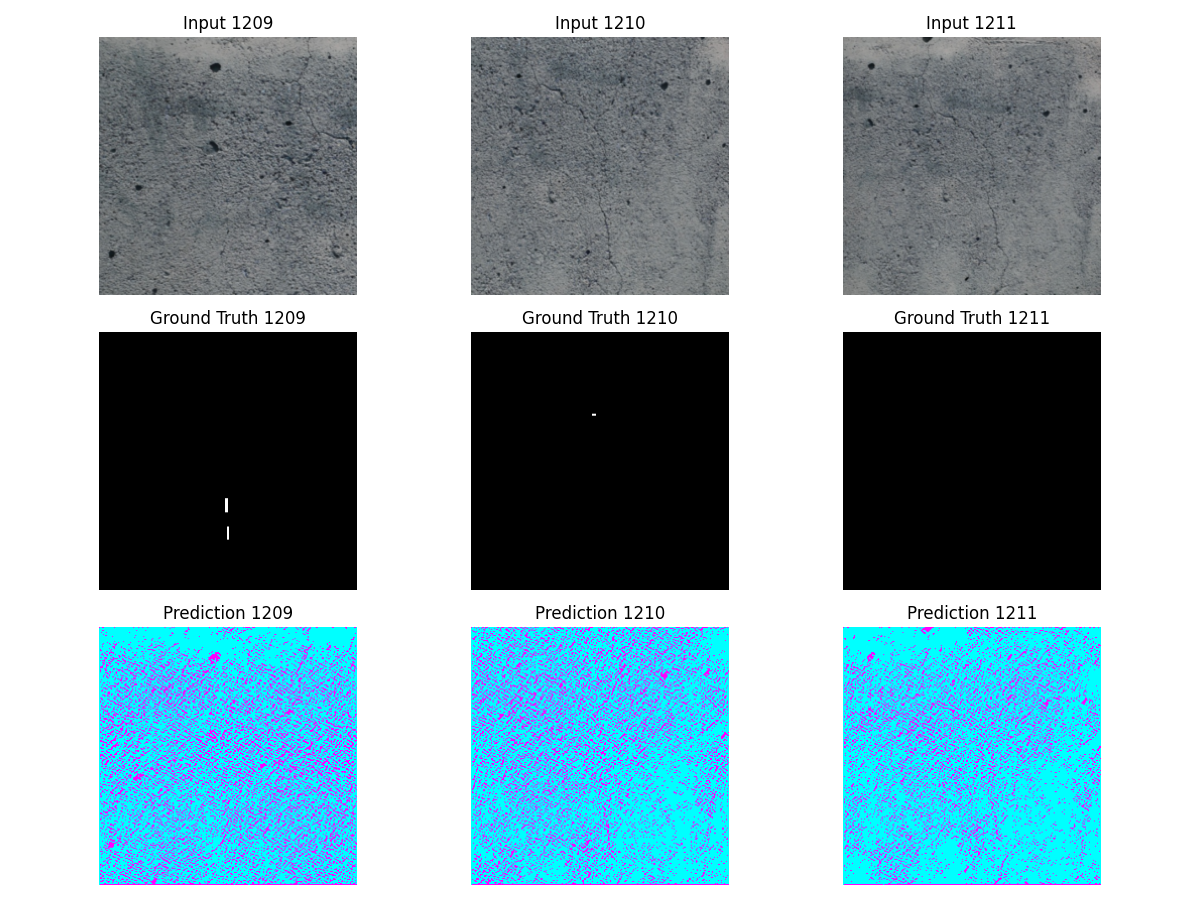 Input 1209
Input 1210
Input 1211
Ground Truth 1209
Ground Truth 1210
Ground Truth 1211
Prediction 1209
Prediction 1210
Prediction 1211